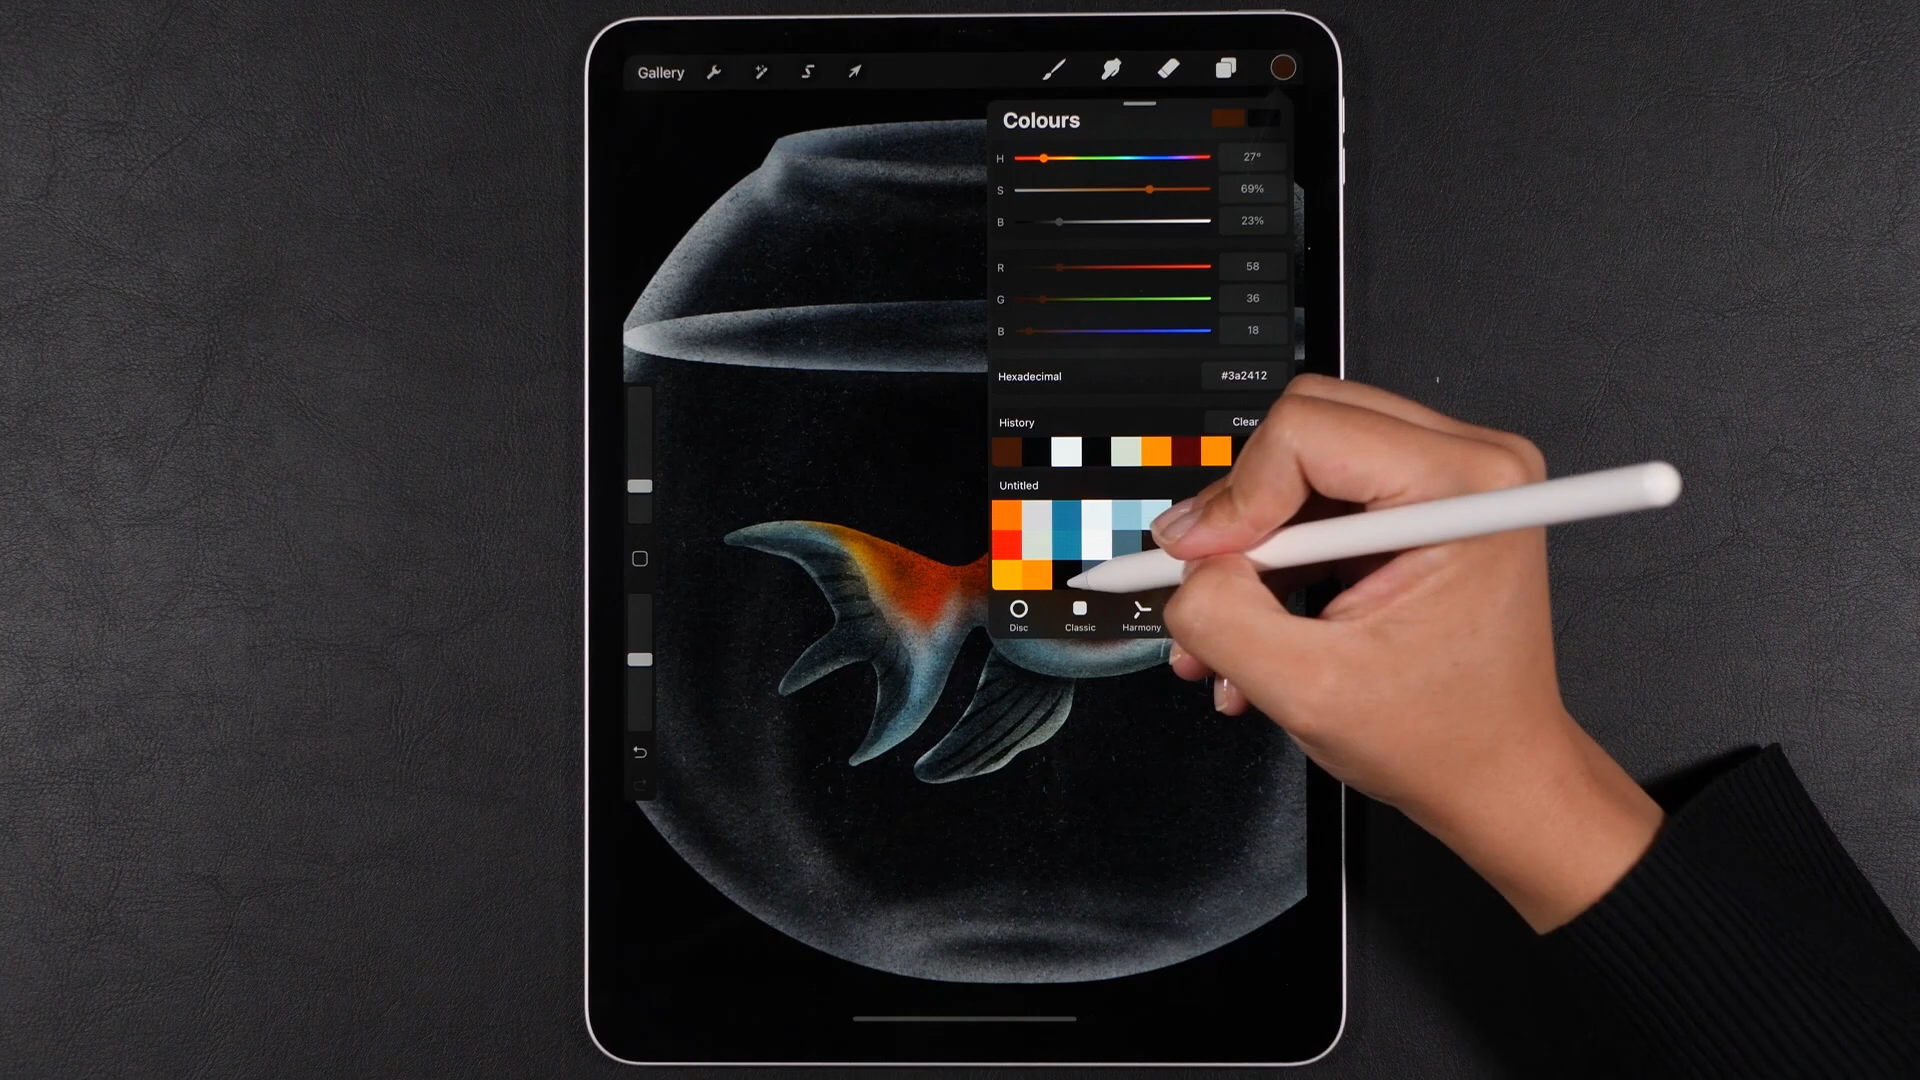 Gallery
Colours
H 27°
S 69%
B 23%
R 58
G 36
B 18
Hexadecimal #3a2412
History Clear
Untitled
Disc Classic Harmony